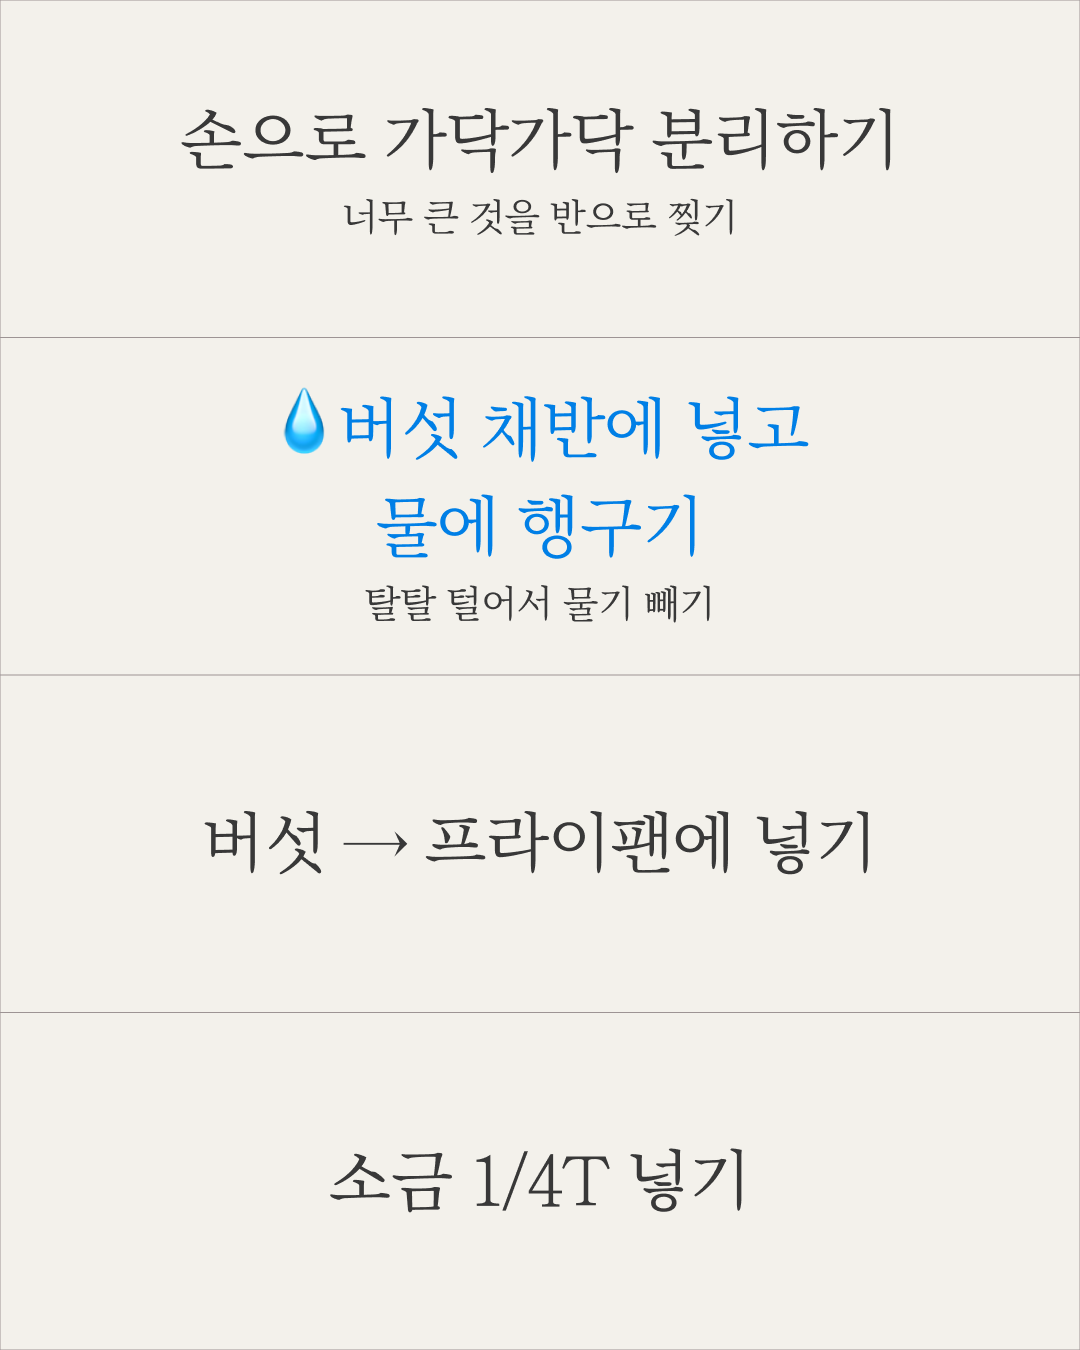 손으로 가닥가닥 분리하기
너무 큰 것을 반으로 찢기
💧버섯 채반에 넣고
물에 행구기
탈탈 털어서 물기 빼기
버섯 → 프라이팬에 넣기
소금 1/4T 넣기